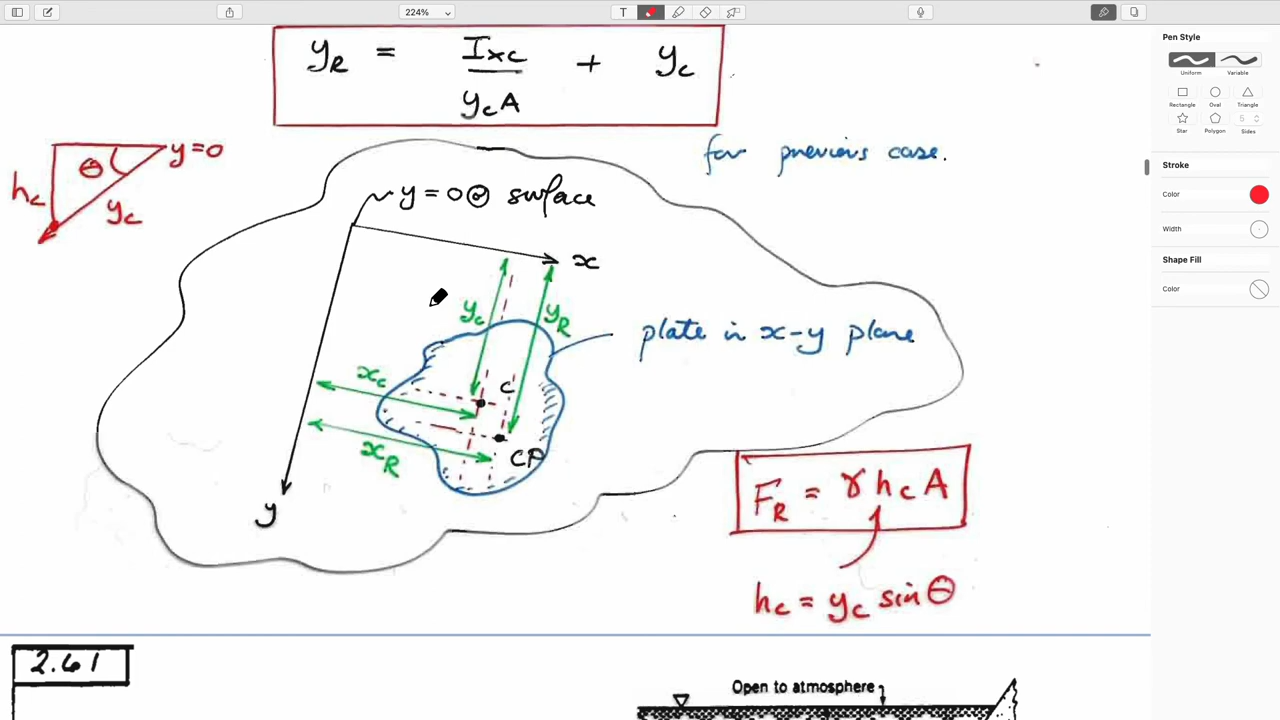 224%
T
y_R = I_xc / y_c A + y_c
for previous case.
θ y=0
h_c
y_c
y=0 @ surface
x
y_c
y_R
plate in x-y plane
x_c
c
x_R
CP
y
F_R = γ h_c A
h_c = y_c sin θ
2.61
Open to atmosphere
Pen Style
Uniform Variable
Rectangle Oval Triangle
5
Star Polygon Sides
Stroke
Color
Width
Shape Fill
Color